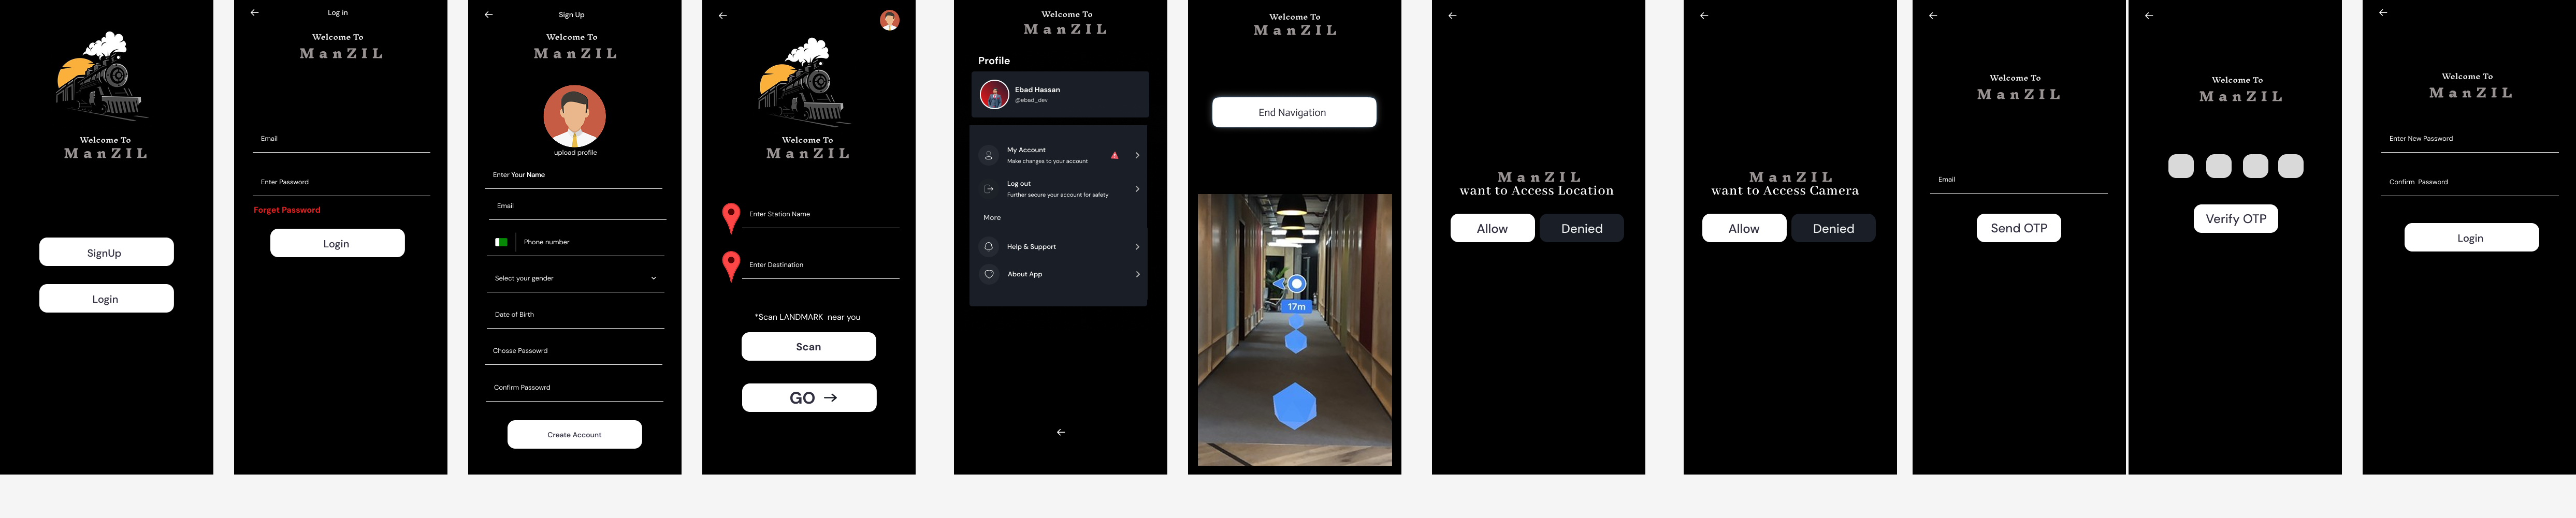 Welcome To
ManZIL
SignUp
Login
Log in
Welcome To
ManZIL
Email
Enter Password
Forget Password
Login
Sign Up
Welcome To
ManZIL
upload profile
Enter Your Name
Email
Phone number
Select your gender
Date of Birth
Chosse Passowrd
Confirm Passowrd
Create Account
Welcome To
ManZIL
Enter Station Name
Enter Destination
*Scan LANDMARK near you
Scan
GO
Welcome To
ManZIL
Profile
Ebad Hassan
@ebad_dev
My Account
Make changes to your account
Log out
Further secure your account for safety
More
Help & Support
About App
Welcome To
ManZIL
End Navigation
17m
ManZIL
want to Access Location
Allow
Denied
ManZIL
want to Access Camera
Allow
Denied
Welcome To
ManZIL
Email
Send OTP
Welcome To
ManZIL
Verify OTP
Welcome To
ManZIL
Enter New Password
Confirm Password
Login